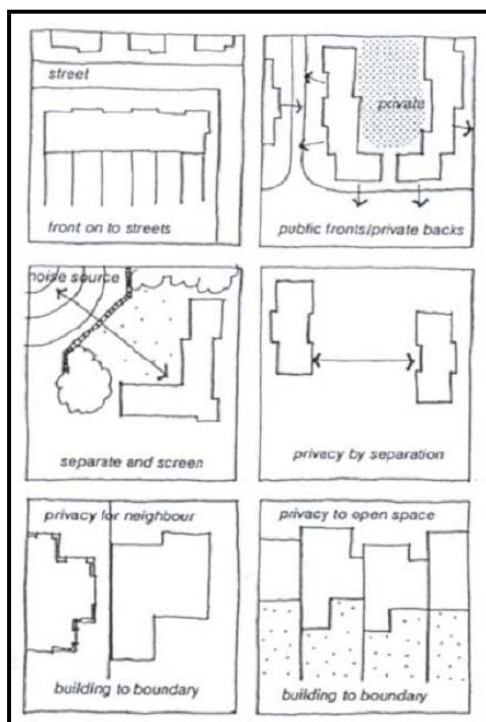 street
front on to streets
private
public fronts/private backs
noise source
separate and screen
privacy by separation
privacy for neighbour
building to boundary
privacy to open space
building to boundary